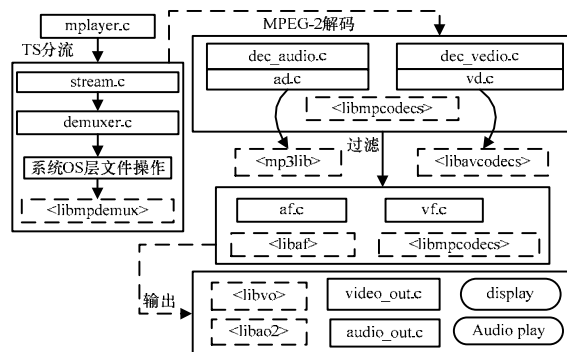 mplayer.c
TS分流
stream.c
demuxer.c
系统OS层文件操作
<libmpdemux>
MPEG-2解码
dec_audio.c
ad.c
dec_vedio.c
vd.c
<libmpcodecs>
<mp3lib>
过滤
<libavcodecs>
af.c
vf.c
<libaf>
<libmpcodecs>
输出
<libvo>
video_out.c
display
<libao2>
audio_out.c
Audio play